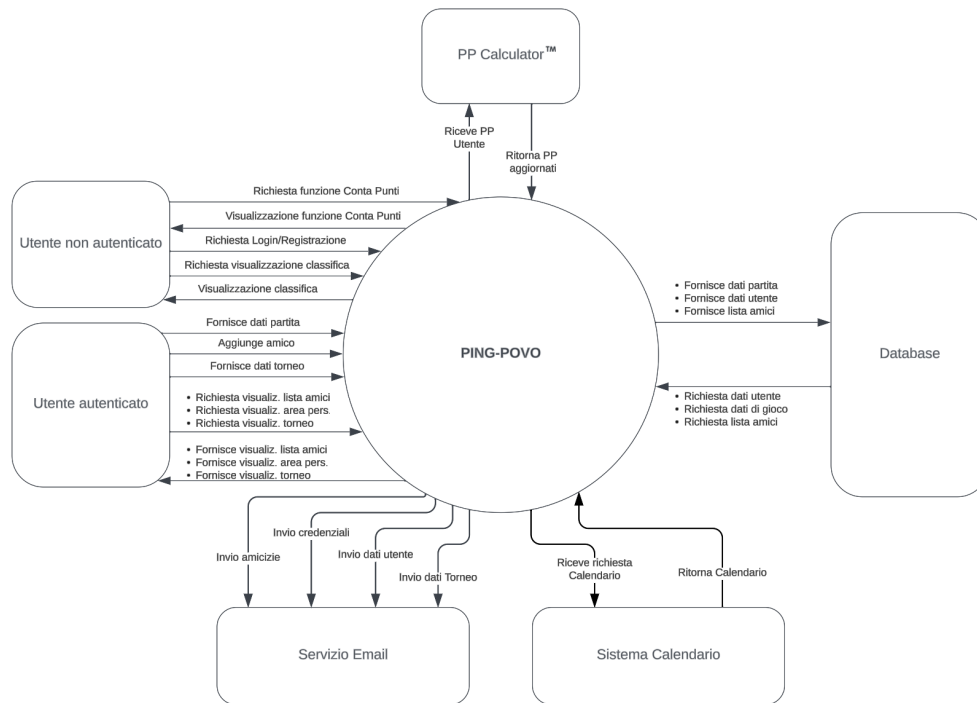 PP Calculator™
Riceve PP
Utente
Ritorna PP
aggiornati
Richiesta funzione Conta Punti
Visualizzazione funzione Conta Punti
Utente non autenticato
Richiesta Login/Registrazione
Richiesta visualizzazione classifica
Visualizzazione classifica
Fornisce dati partita
Aggiunge amico
Fornisce dati torneo
Utente autenticato
• Richiesta visualiz. lista amici
• Richiesta visualiz. area pers.
• Richiesta visualiz. torneo
• Fornisce visualiz. lista amici
• Fornisce visualiz. area pers.
• Fornisce visualiz. torneo
PING-POVO
• Fornisce dati partita
• Fornisce dati utente
• Fornisce lista amici
Database
• Richiesta dati utente
• Richiesta dati di gioco
• Richiesta lista amici
Invio amicizie
Invio credenziali
Invio dati utente
Invio dati Torneo
Riceve richiesta
Calendario
Ritorna Calendario
Servizio Email
Sistema Calendario